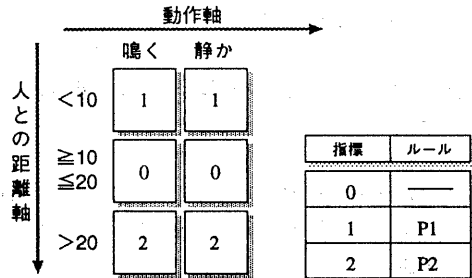 動作軸
鳴く 静か
人との距離軸
<10 1 1
≧10
≦20 0 0
>20 2 2
指標 ルール
0 —
1 P1
2 P2